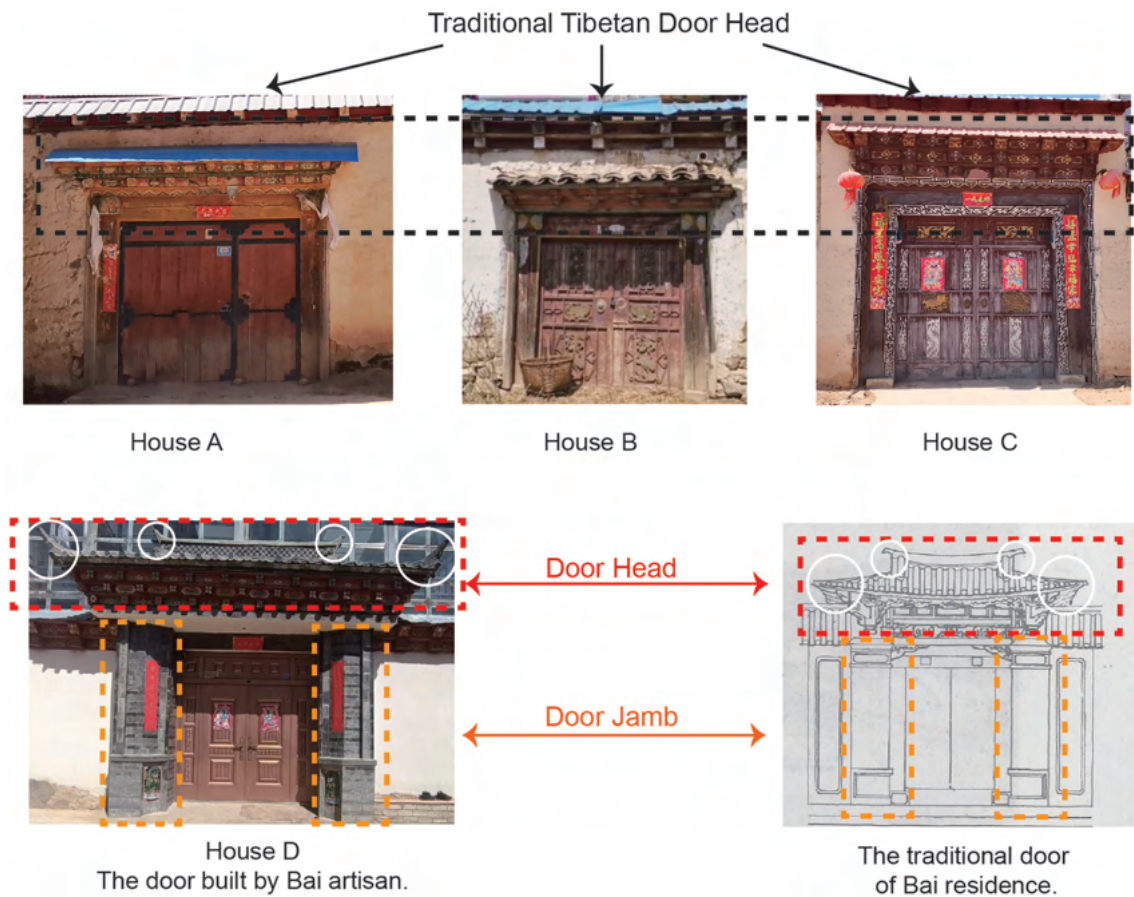 Traditional Tibetan Door Head
House A
House B
House C
Door Head
Door Jamb
House D
The door built by Bai artisan.
The traditional door
of Bai residence.